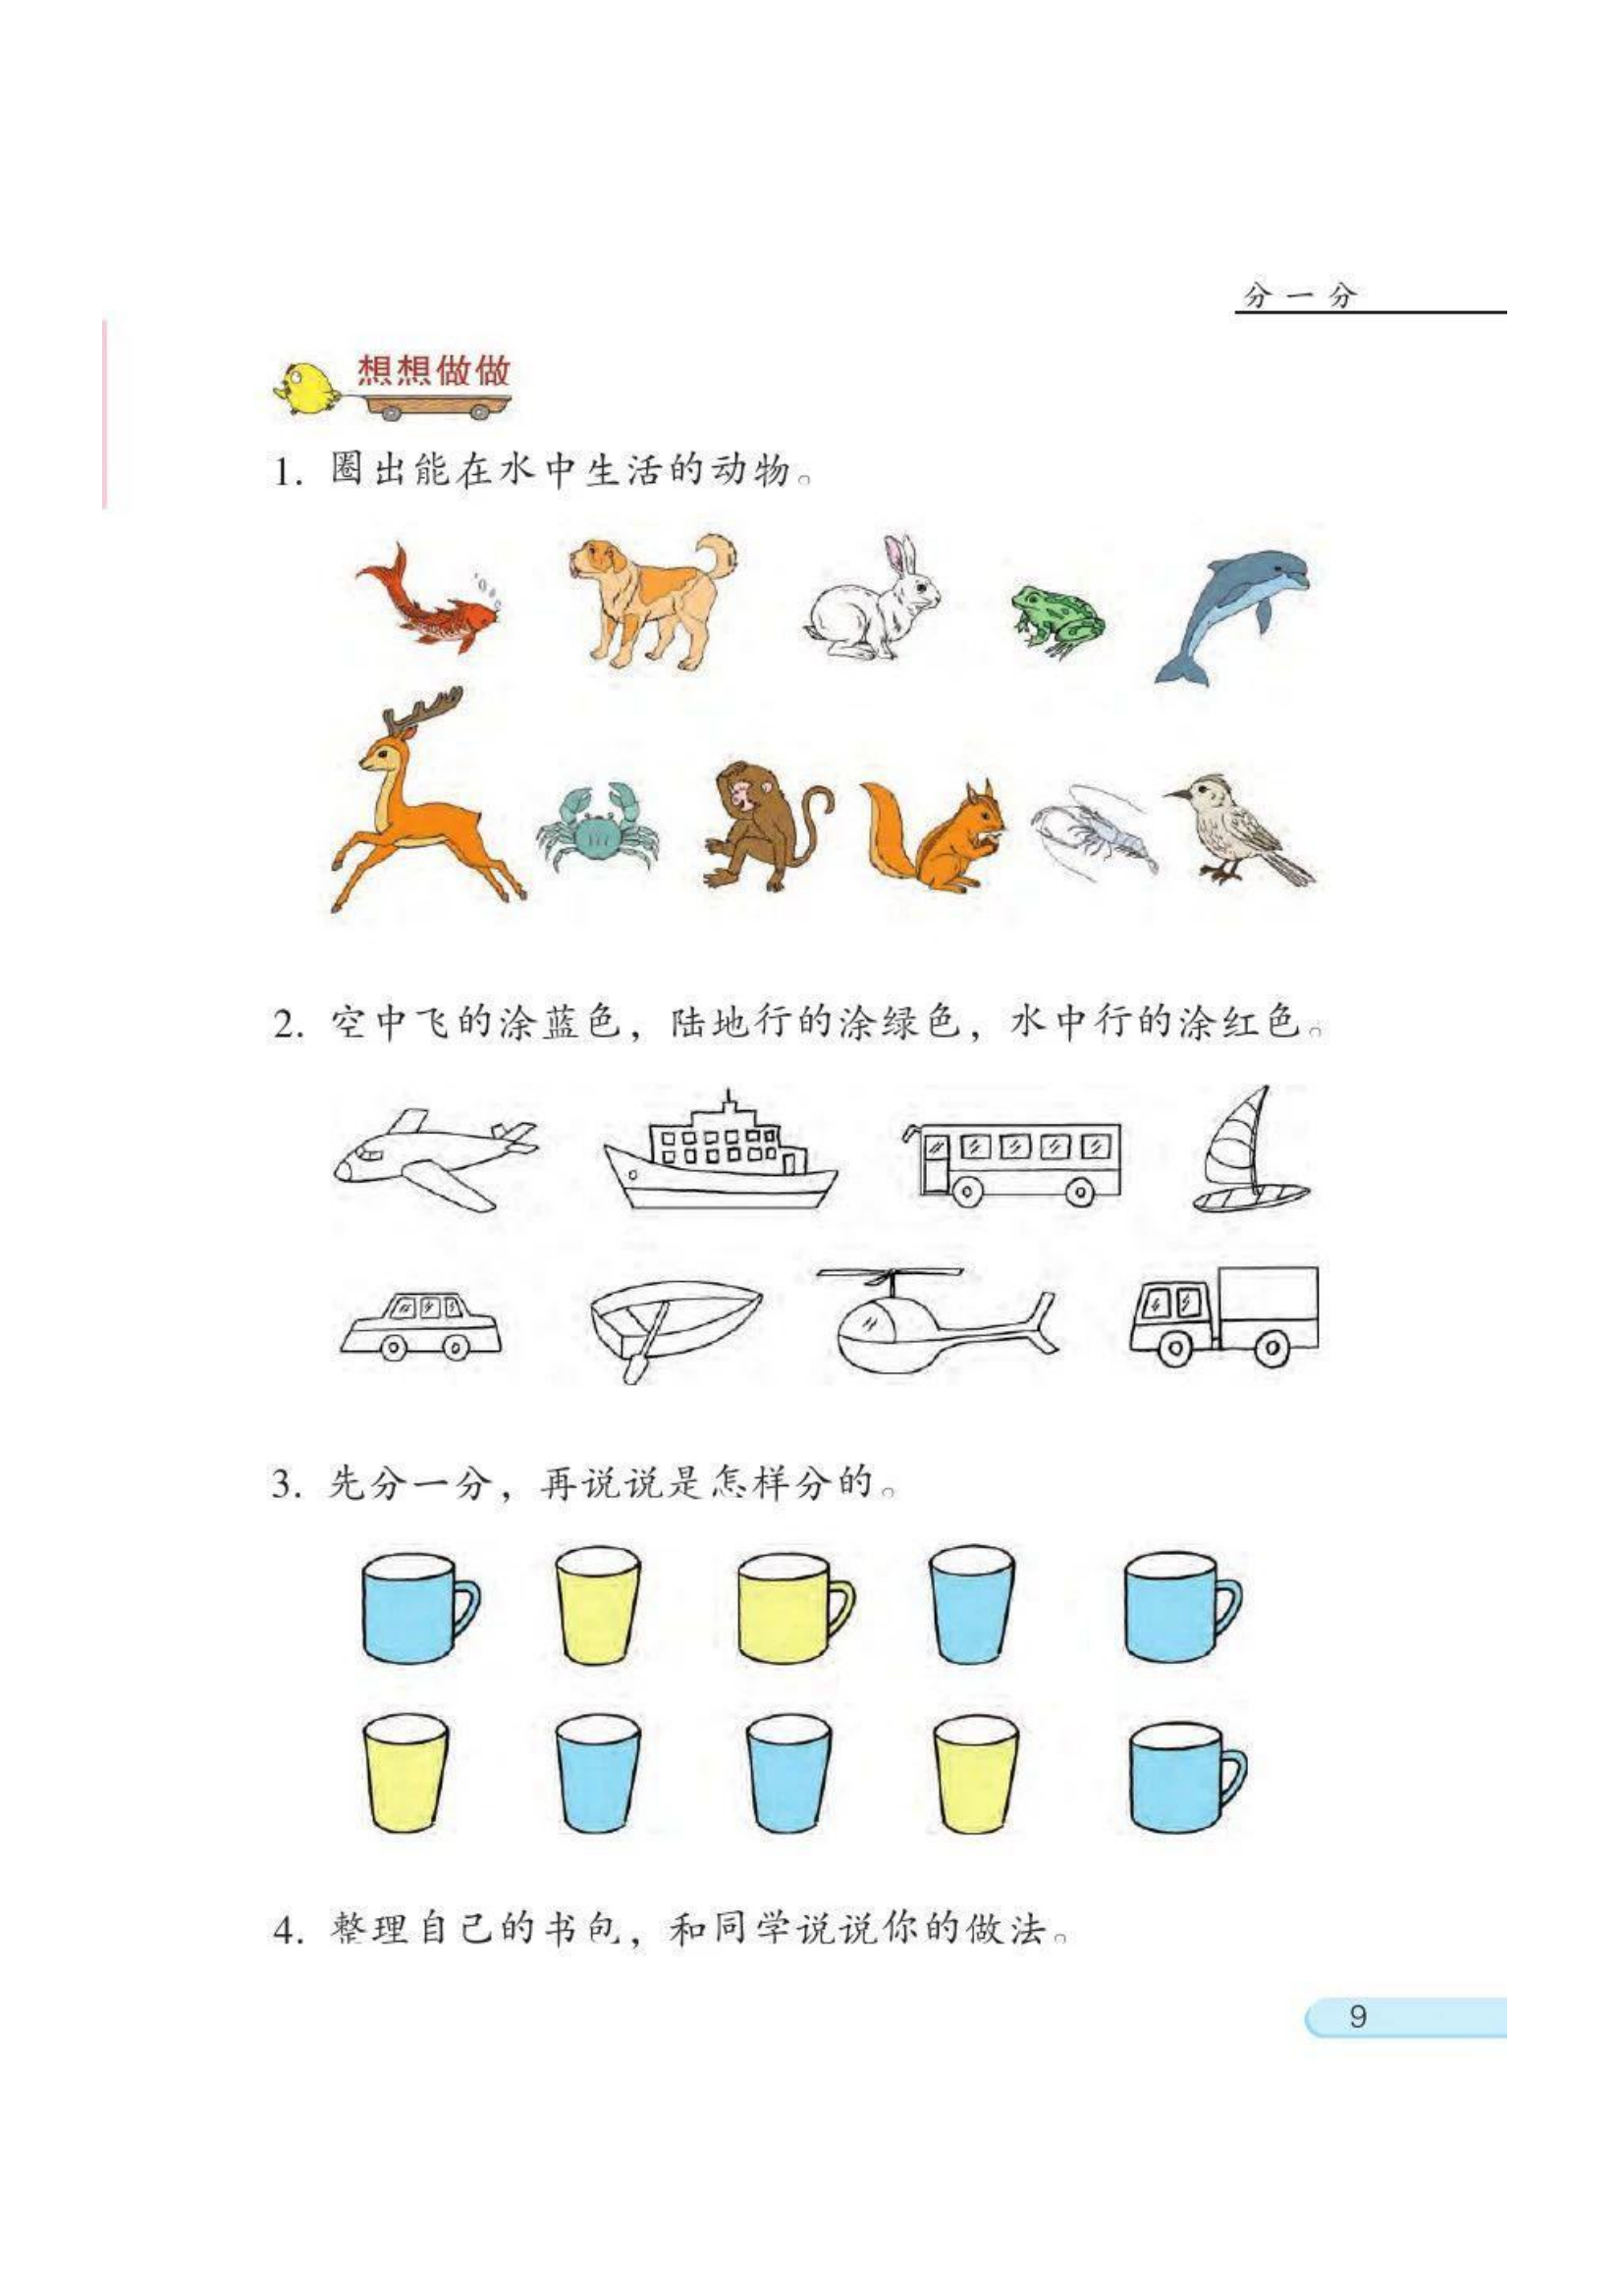 分一分
想想做做
1. 圈出能在水中生活的动物。
2. 空中飞的涂蓝色，陆地行的涂绿色，水中行的涂红色。
3. 先分一分，再说说是怎样分的。
4. 整理自己的书包，和同学说说你的做法。
9